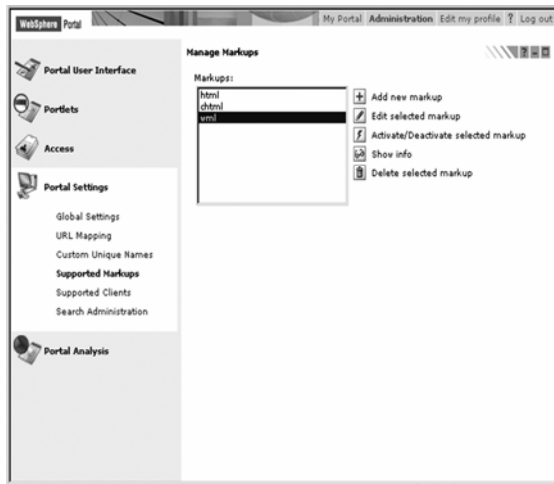 WebSphere Portal
My Portal Administration Edit my profile ? Log out
Portal User Interface
Portlets
Access
Portal Settings
Global Settings
URL Mapping
Custom Unique Names
Supported Markups
Supported Clients
Search Administration
Portal Analysis
Manage Markups
Markups:
html
chtml
wml
Add new markup
Edit selected markup
Activate/Deactivate selected markup
Show info
Delete selected markup